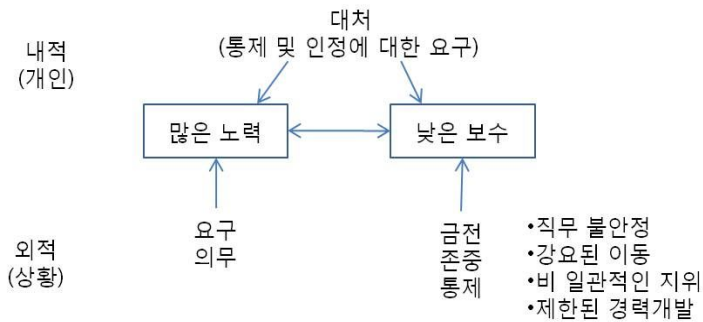 대처
(통제 및 인정에 대한 요구)
내적
(개인)
많은 노력
낮은 보수
외적
(상황)
요구
의무
금전
존중
통제
•직무 불안정
•강요된 이동
•비 일관적인 지위
•제한된 경력개발